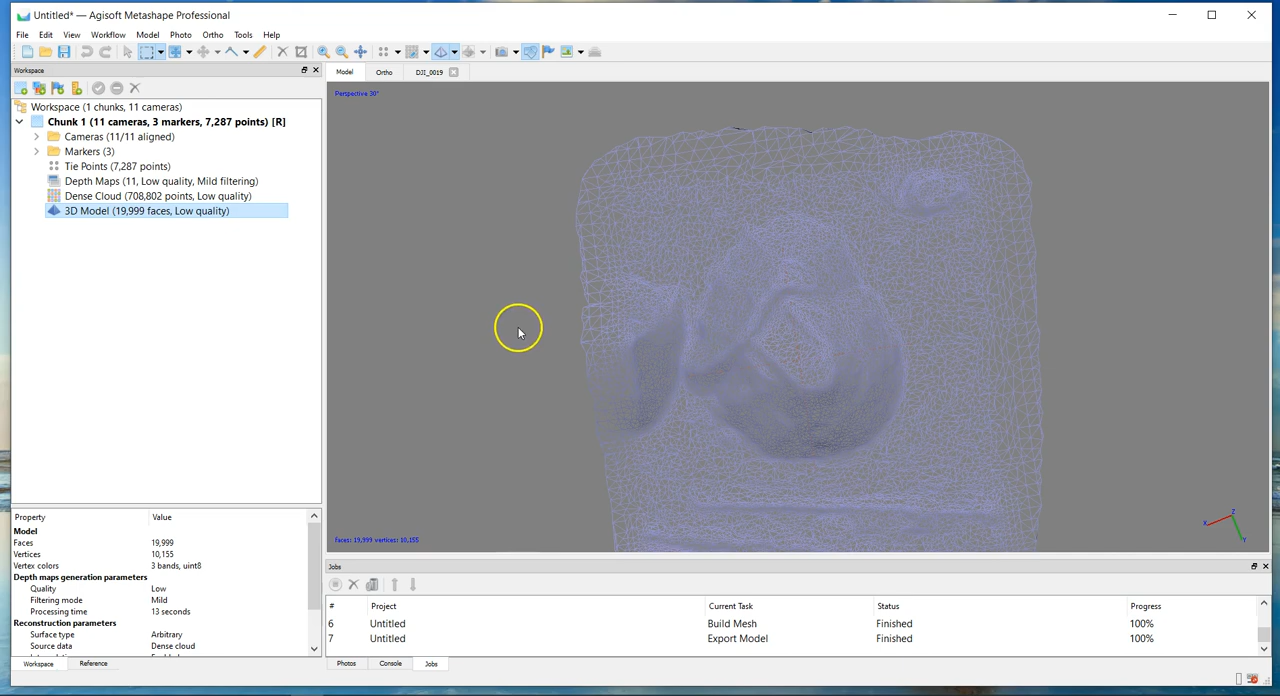 Untitled* — Agisoft Metashape Professional
File Edit View Workflow Model Photo Ortho Tools Help
Workspace
Model Ortho DJI_0019
Workspace (1 chunks, 11 cameras)
Chunk 1 (11 cameras, 3 markers, 7,287 points) [R]
Cameras (11/11 aligned)
Markers (3)
Tie Points (7,287 points)
Depth Maps (11, Low quality, Mild filtering)
Dense Cloud (708,802 points, Low quality)
3D Model (19,999 faces, Low quality)
Perspective 30°
X Z Y
faces: 19,999 vertices: 10,155
Property Value
Model
Faces 19,999
Vertices 10,155
Vertex colors 3 bands, uint8
Depth maps generation parameters
Quality Low
Filtering mode Mild
Processing time 13 seconds
Reconstruction parameters
Surface type Arbitrary
Source data Dense cloud
Workspace Reference
Jobs
# Project Current Task Status Progress
6 Untitled Build Mesh Finished 100%
7 Untitled Export Model Finished 100%
Photos Console Jobs